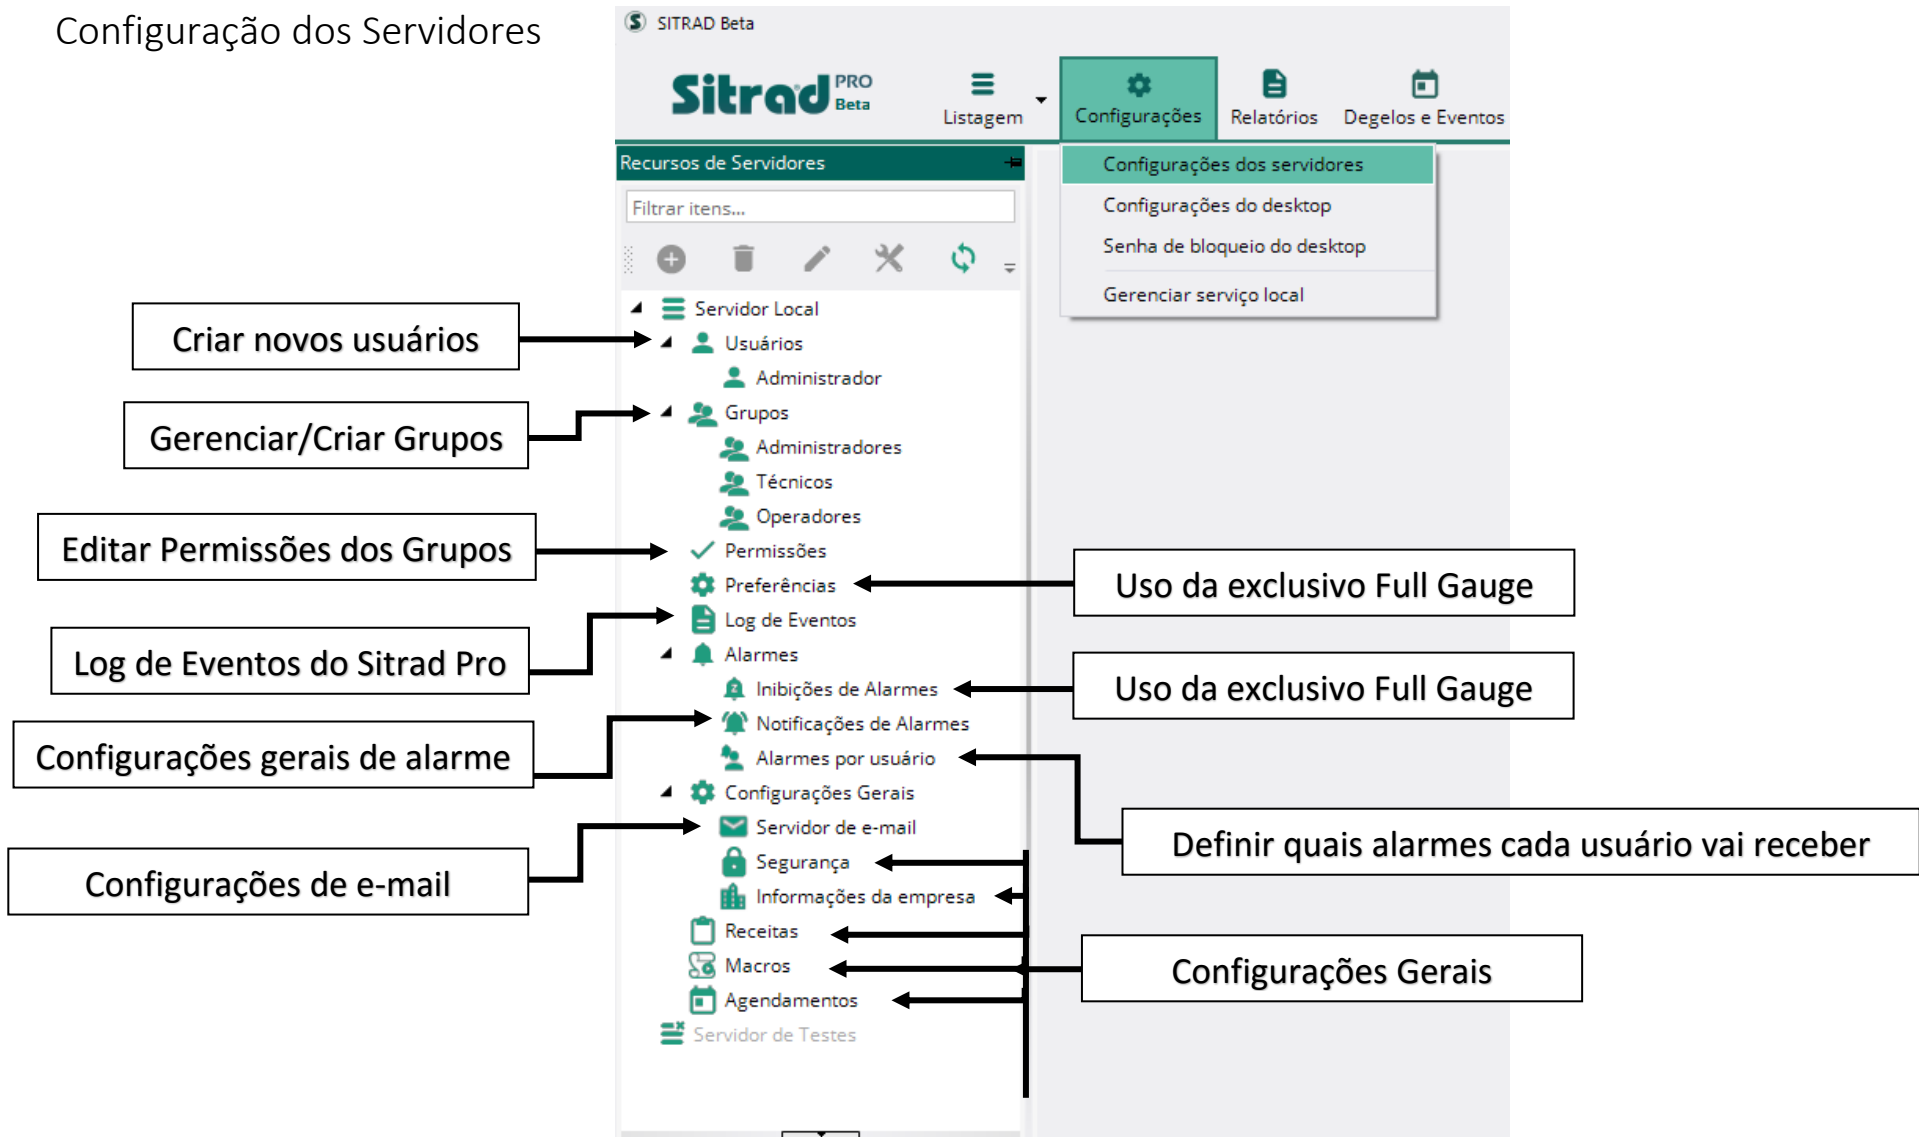 Configuração dos Servidores
SITRAD Beta
Sitrad PRO Beta
Listagem
Configurações
Relatórios
Degelos e Eventos
Recursos de Servidores
Configurações dos servidores
Configurações do desktop
Senha de bloqueio do desktop
Gerenciar serviço local
Filtrar itens...
Servidor Local
Criar novos usuários
Usuários
Administrador
Gerenciar/Criar Grupos
Grupos
Administradores
Técnicos
Operadores
Editar Permissões dos Grupos
Permissões
Preferências
Uso da exclusivo Full Gauge
Log de Eventos
Log de Eventos do Sitrad Pro
Alarmes
Inibições de Alarmes
Uso da exclusivo Full Gauge
Notificações de Alarmes
Configurações gerais de alarme
Alarmes por usuário
Configurações Gerais
Servidor de e-mail
Definir quais alarmes cada usuário vai receber
Configurações de e-mail
Segurança
Informações da empresa
Receitas
Macros
Configurações Gerais
Agendamentos
Servidor de Testes